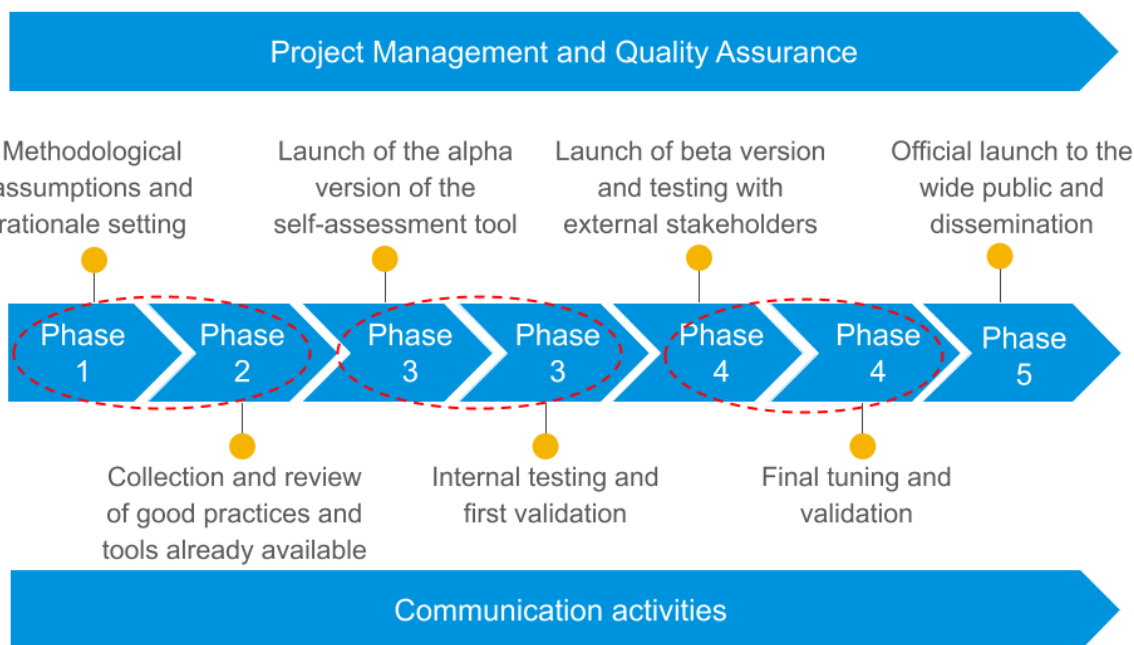 Project Management and Quality Assurance
Methodological
assumptions and
rationale setting
Launch of the alpha
version of the
self-assessment tool
Launch of beta version
and testing with
external stakeholders
Official launch to the
wide public and
dissemination
Phase
1
Phase
2
Phase
3
Phase
3
Phase
4
Phase
4
Phase
5
Collection and review
of good practices and
tools already available
Internal testing and
first validation
Final tuning and
validation
Communication activities